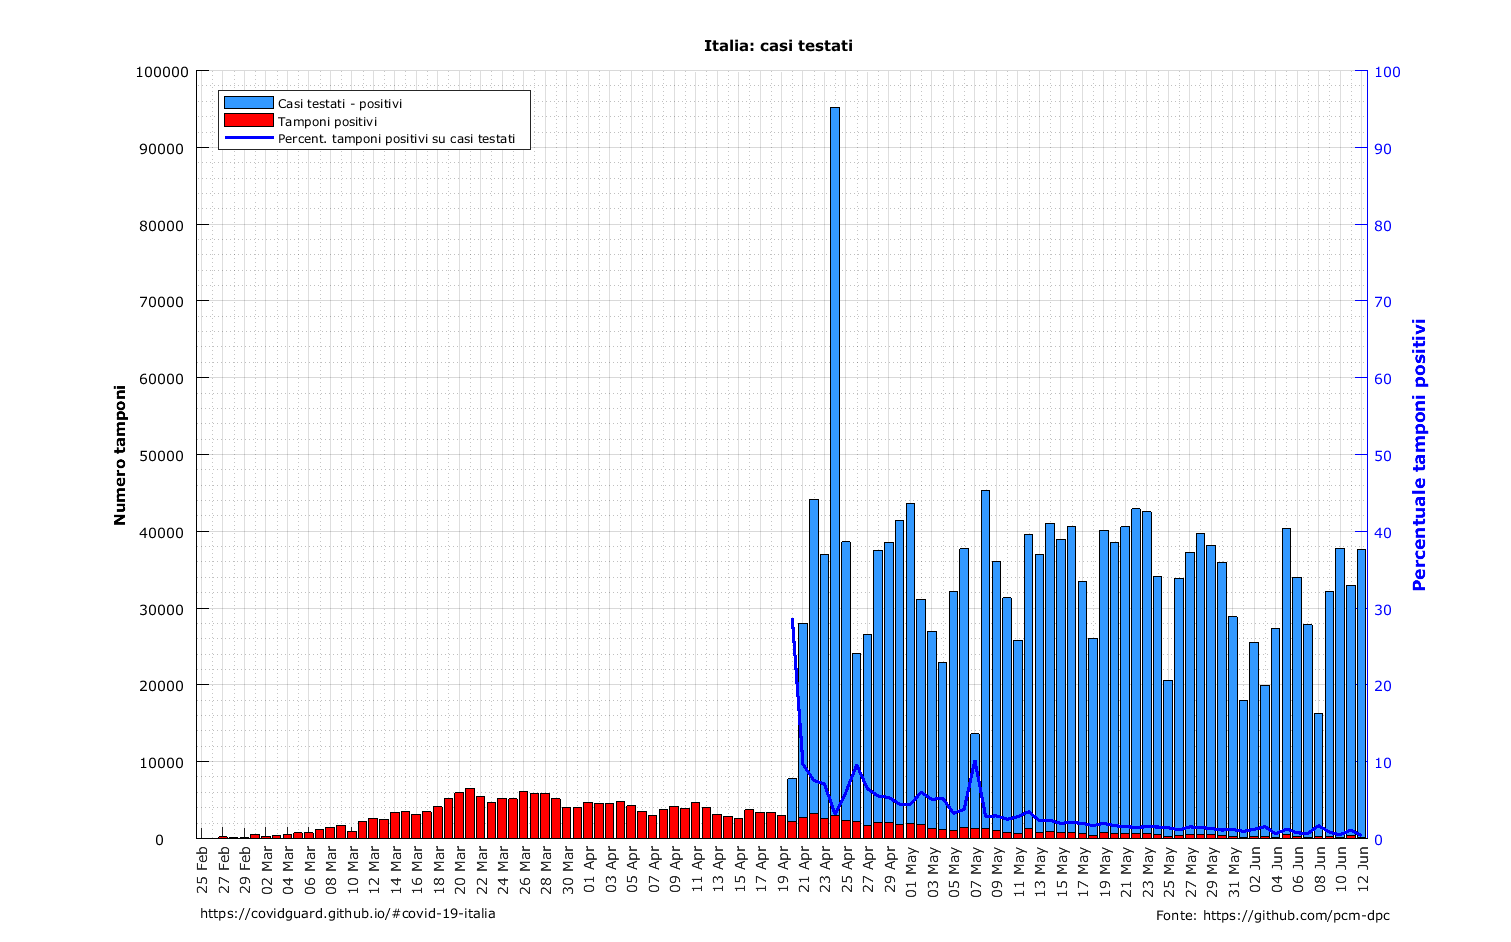 Italia: casi testati
Casi testati - positivi
Tamponi positivi
Percent. tamponi positivi su casi testati
Numero tamponi
100000
90000
80000
70000
60000
50000
40000
30000
20000
10000
0
Percentuale tamponi positivi
100
90
80
70
60
50
40
30
20
10
0
25 Feb
27 Feb
29 Feb
02 Mar
04 Mar
06 Mar
08 Mar
10 Mar
12 Mar
14 Mar
16 Mar
18 Mar
20 Mar
22 Mar
24 Mar
26 Mar
28 Mar
30 Mar
01 Apr
03 Apr
05 Apr
07 Apr
09 Apr
11 Apr
13 Apr
15 Apr
17 Apr
19 Apr
21 Apr
23 Apr
25 Apr
27 Apr
29 Apr
01 May
03 May
05 May
07 May
09 May
11 May
13 May
15 May
17 May
19 May
21 May
23 May
25 May
27 May
29 May
31 May
02 Jun
04 Jun
06 Jun
08 Jun
10 Jun
12 Jun
https://covidguard.github.io/#covid-19-italia
Fonte: https://github.com/pcm-dpc